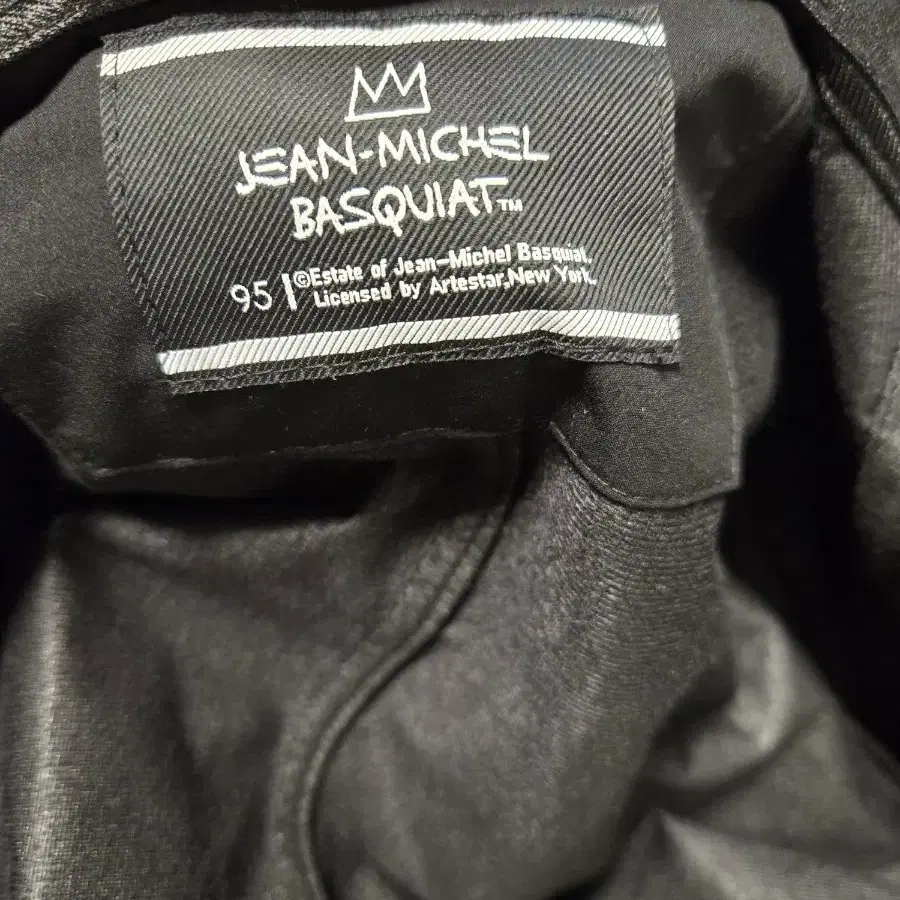 JEAN-MICHEL
BASQUIAT™
95 | ©Estate of Jean-Michel Basquiat.
Licensed by Artestar,New York.